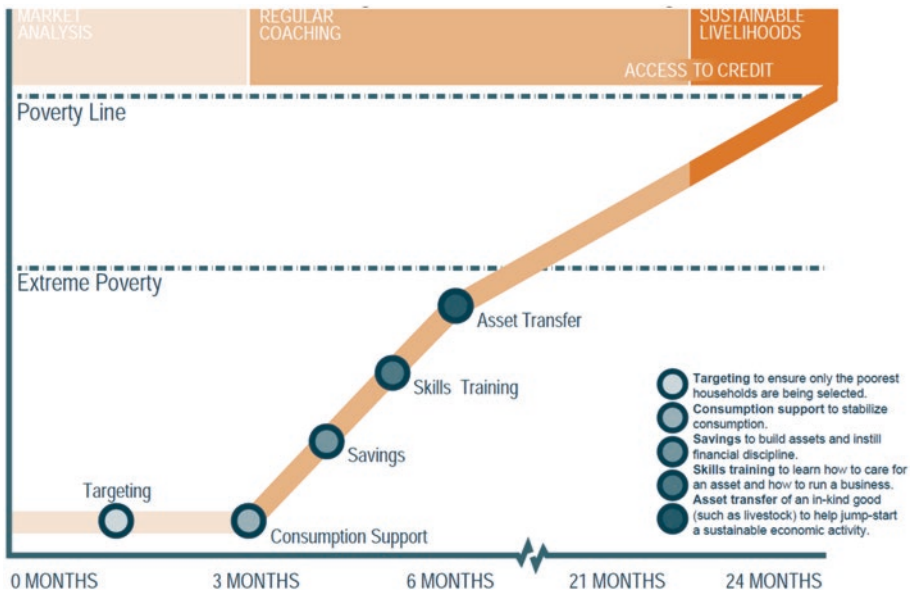 MARKET
ANALYSIS
REGULAR
COACHING
SUSTAINABLE
LIVELIHOODS
ACCESS TO CREDIT
Poverty Line
Extreme Poverty
Asset Transfer
Skills Training
Savings
Targeting
Consumption Support
Targeting to ensure only the poorest
households are being selected.
Consumption support to stabilize
consumption.
Savings to build assets and instill
financial discipline.
Skills training to learn how to care for
an asset and how to run a business.
Asset transfer of an in-kind good
(such as livestock) to help jump-start
a sustainable economic activity.
0 MONTHS
3 MONTHS
6 MONTHS
21 MONTHS
24 MONTHS